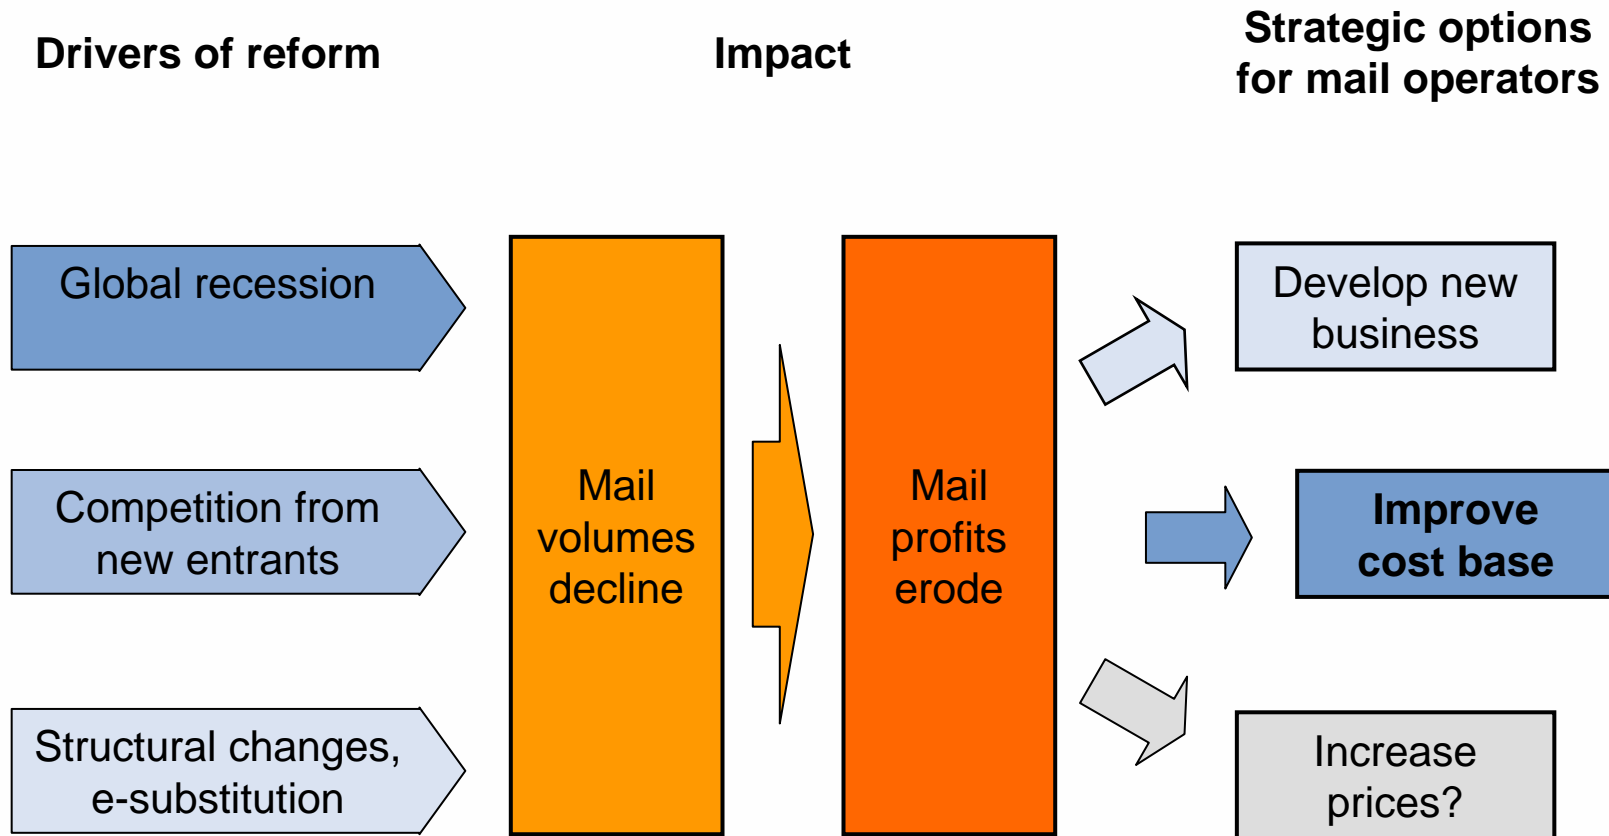 Drivers of reform
Impact
Strategic options
for mail operators
Global recession
Competition from
new entrants
Structural changes,
e-substitution
Mail
volumes
decline
Mail
profits
erode
Develop new
business
Improve
cost base
Increase
prices?